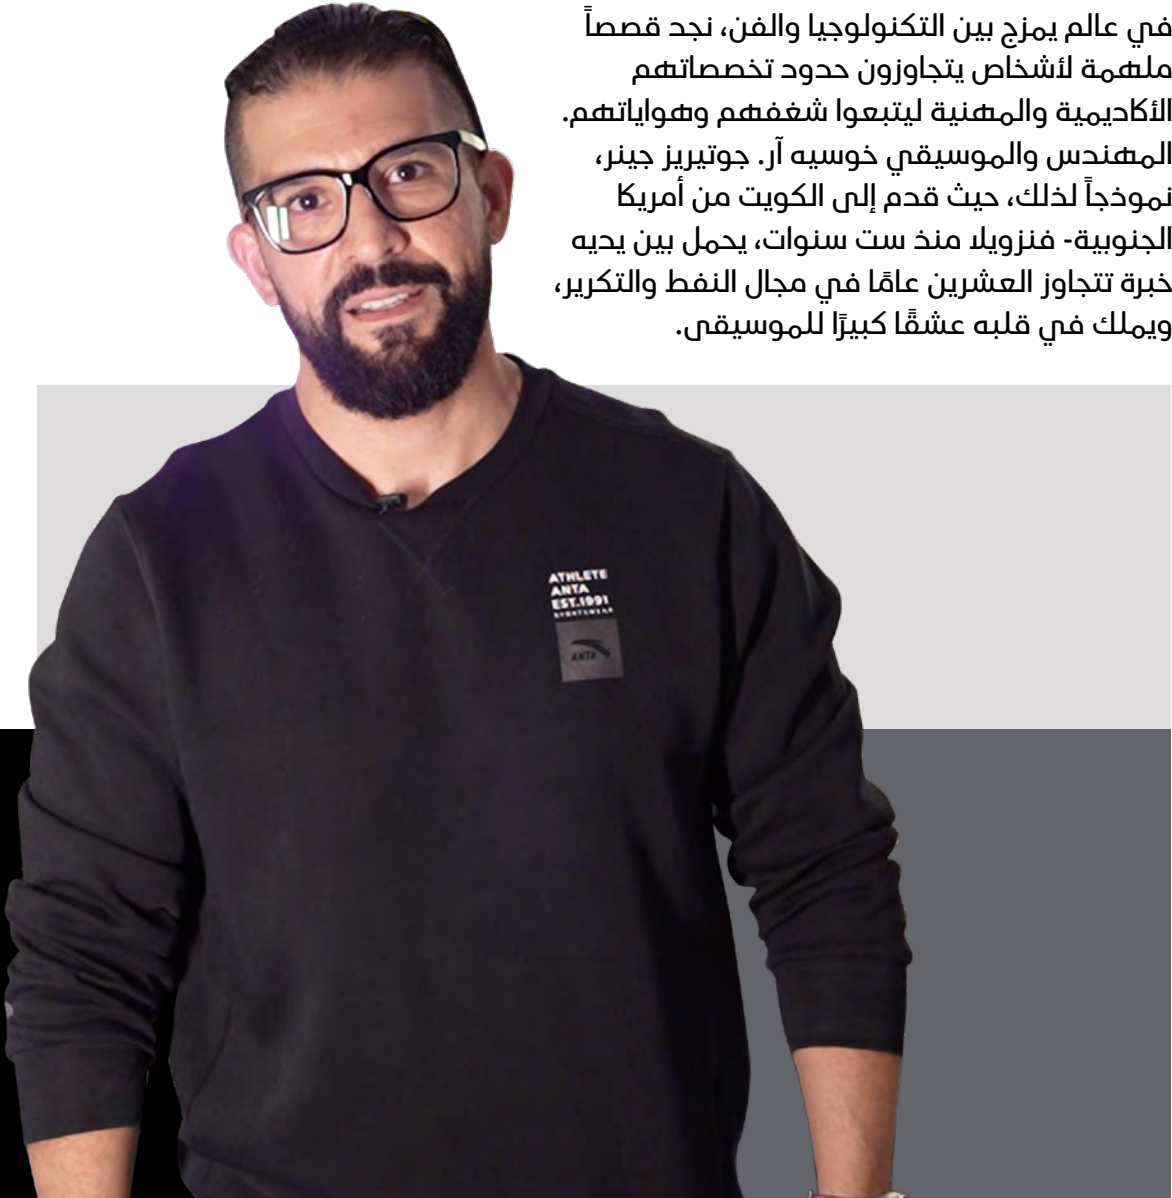 في عالم يمزج بين التكنولوجيا والفن، نجد قصصاً
ملهمة لأشخاص يتجاوزون حدود تخصصاتهم
الأكاديمية والمهنية ليتبعوا شغفهم وهواياتهم.
المهندس والموسيقي خوسيه آر. جوتيريز جينر،
نموذجاً لذلك، حيث قدم إلى الكويت من أمريكا
الجنوبية- فنزويلا منذ ست سنوات، يحمل بين يديه
خبرة تتجاوز العشرين عامًا في مجال النفط والتكرير،
ويملك في قلبه عشقًا كبيرًا للموسيقى.
ATHLETE
ANTA
EST.1991
SPORTSWEAR
ANTA